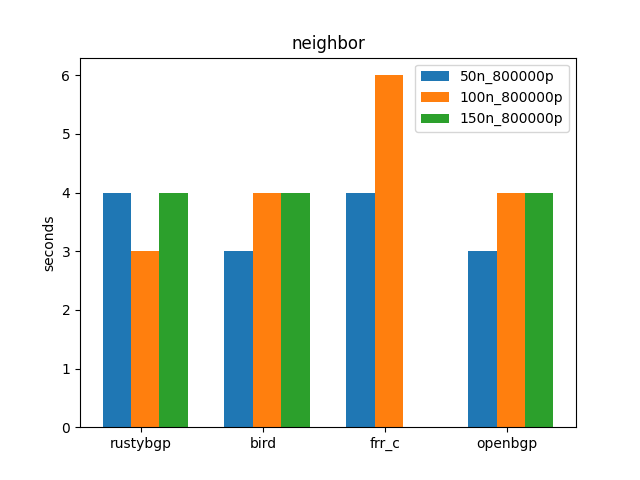 neighbor
seconds
6
5
4
3
2
1
0
50n_800000p
100n_800000p
150n_800000p
rustybgp
bird
frr_c
openbgp